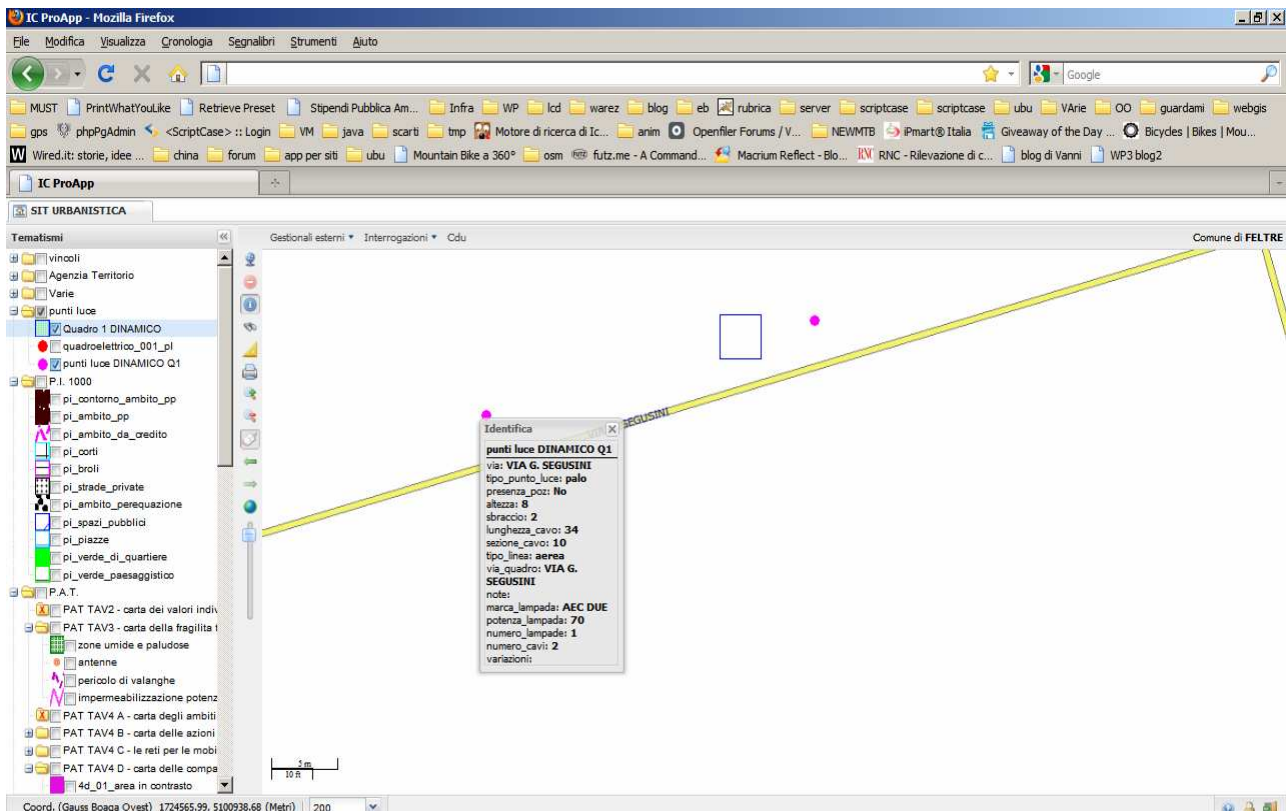 IC ProApp - Mozilla Firefox
File Modifica Visualizza Cronologia Segnalibri Strumenti Aiuto
Google
MUST PrintWhatYouLike Retrieve Preset Stipendi Pubblica Am... Infra WP lcd warez blog eb rubrica server scriptcase scriptcase ubu VArie OO guardami webgis
gps phpPgAdmin <ScriptCase> :: Login VM java scarti tmp Motore di ricerca di Ic... anim Openfiler Forums / V... NEWMTB iPmart® Italia Giveaway of the Day ... Bicycles | Bikes | Mou...
Wired.it: storie, idee ... china forum app per siti ubu Mountain Bike a 360° osm futz.me - A Command... Macrium Reflect - Blo... RNC - Rilevazione di c... blog di Vanni WP3 blog2
IC ProApp
SIT URBANISTICA
Tematismi
Gestionali esterni Interrogazioni Cdu
Comune di FELTRE
vincoli
Agenzia Territorio
Varie
punti luce
Quadro 1 DINAMICO
quadroelettrico_001_pl
punti luce DINAMICO Q1
P.I. 1000
pi_contorno_ambito_pp
pi_ambito_pp
pi_ambito_da_credito
pi_corti
pi_broli
pi_strade_private
pi_ambito_perequazione
pi_spazi_pubblici
pi_piazze
pi_verde_di_quartiere
pi_verde_paesaggistico
P.A.T.
PAT TAV2 - carta dei valori indiv
PAT TAV3 - carta della fragilita t
zone umide e paludose
antenne
pericolo di valanghe
impermeabilizzazione potenz
PAT TAV4 A - carta degli ambiti
PAT TAV4 B - carta delle azioni
PAT TAV4 C - le reti per le mobi
PAT TAV4 D - carta delle compa
4d_01_area in contrasto
SEGUSINI
Identifica
punti luce DINAMICO Q1
via: VIA G. SEGUSINI
tipo_punto_luce: palo
presenza_poz: No
altezza: 8
sbraccio: 2
lunghezza_cavo: 34
sezione_cavo: 10
tipo_linea: aerea
via_quadro: VIA G.
SEGUSINI
note:
marca_lampada: AEC DUE
potenza_lampada: 70
numero_lampade: 1
numero_cavi: 2
variazioni:
5 m
10 ft
Coord. (Gauss Boaga Ovest) 1724565.99, 5100938.68 (Metri) 200